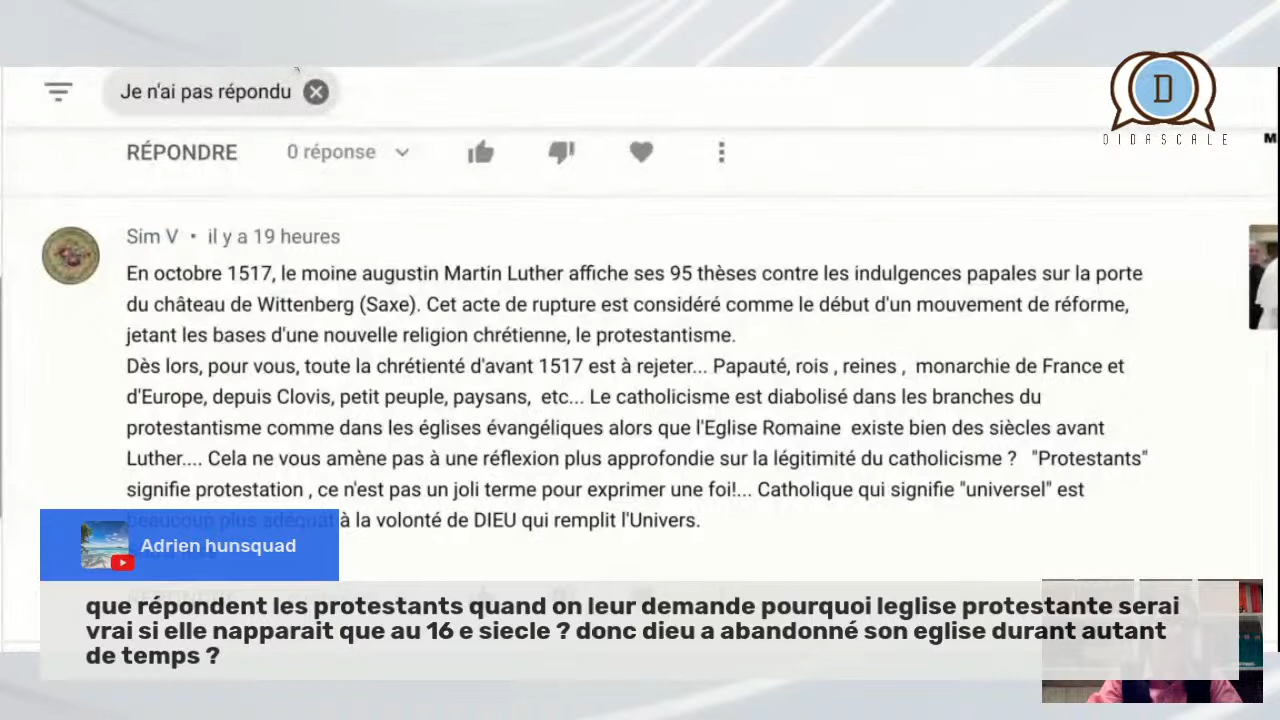 Je n'ai pas répondu
DIDASCALE
M
RÉPONDRE 0 réponse
Sim V • il y a 19 heures
En octobre 1517, le moine augustin Martin Luther affiche ses 95 thèses contre les indulgences papales sur la porte
du château de Wittenberg (Saxe). Cet acte de rupture est considéré comme le début d'un mouvement de réforme,
jetant les bases d'une nouvelle religion chrétienne, le protestantisme.
Dès lors, pour vous, toute la chrétienté d'avant 1517 est à rejeter... Papauté, rois , reines , monarchie de France et
d'Europe, depuis Clovis, petit peuple, paysans, etc... Le catholicisme est diabolisé dans les branches du
protestantisme comme dans les églises évangéliques alors que l'Eglise Romaine existe bien des siècles avant
Luther.... Cela ne vous amène pas à une réflexion plus approfondie sur la légitimité du catholicisme ? "Protestants"
signifie protestation , ce n'est pas un joli terme pour exprimer une foi!... Catholique qui signifie "universel" est
beaucoup plus adéquat à la volonté de DIEU qui remplit l'Univers.
Adrien hunsquad
que répondent les protestants quand on leur demande pourquoi leglise protestante serai
vrai si elle napparait que au 16 e siecle ? donc dieu a abandonné son eglise durant autant
de temps ?